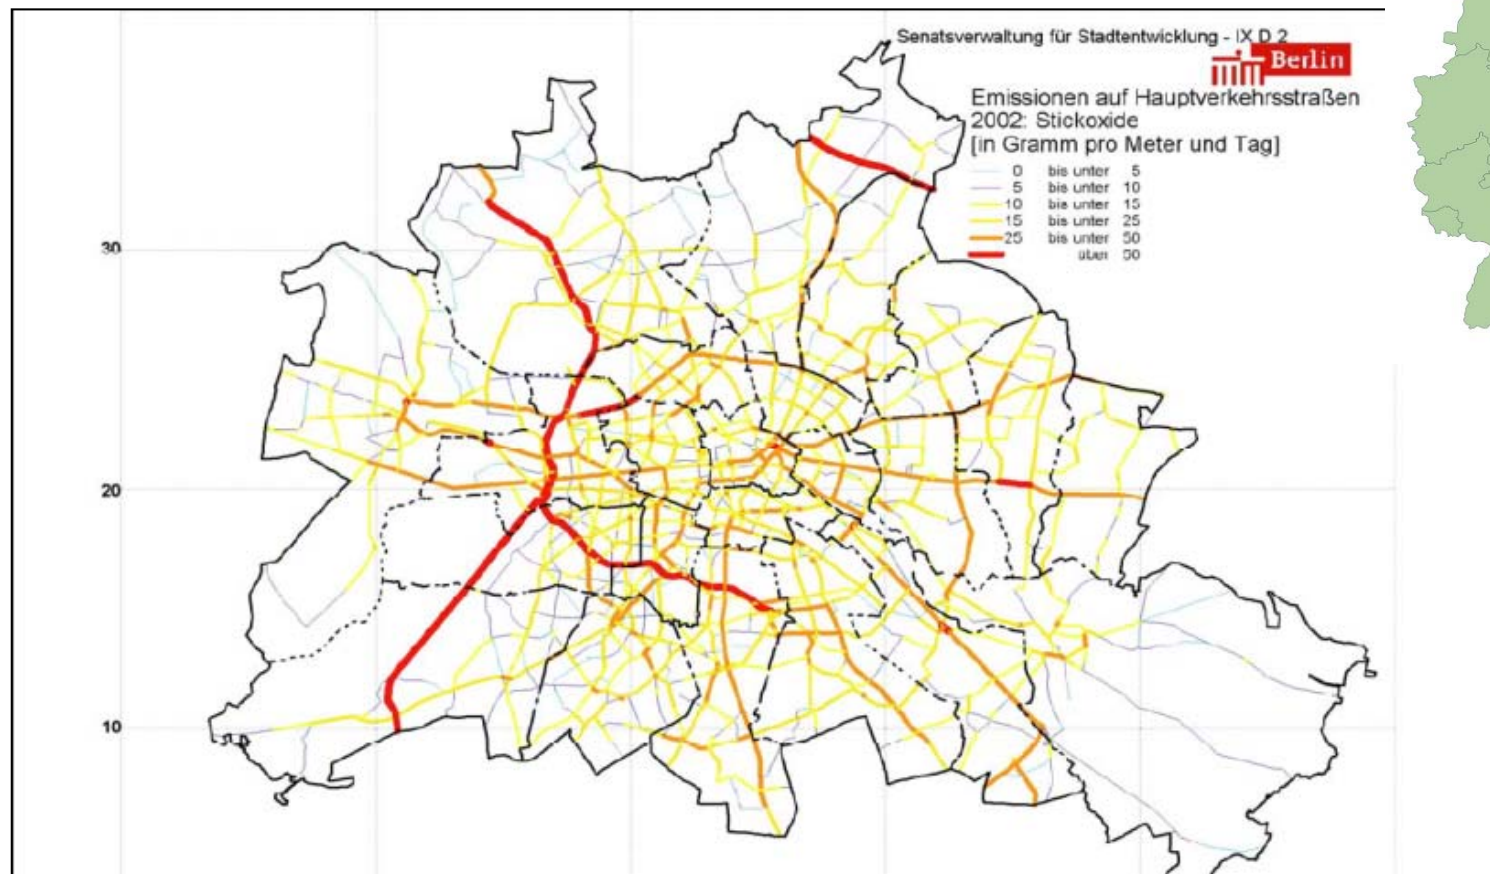 Senatsverwaltung für Stadtentwicklung - IX D 2
Berlin
Emissionen auf Hauptverkehrsstraßen
2002: Stickoxide
[in Gramm pro Meter und Tag]
0 bis unter 5
5 bis unter 10
10 bis unter 15
15 bis unter 25
25 bis unter 50
über 50
30
20
10